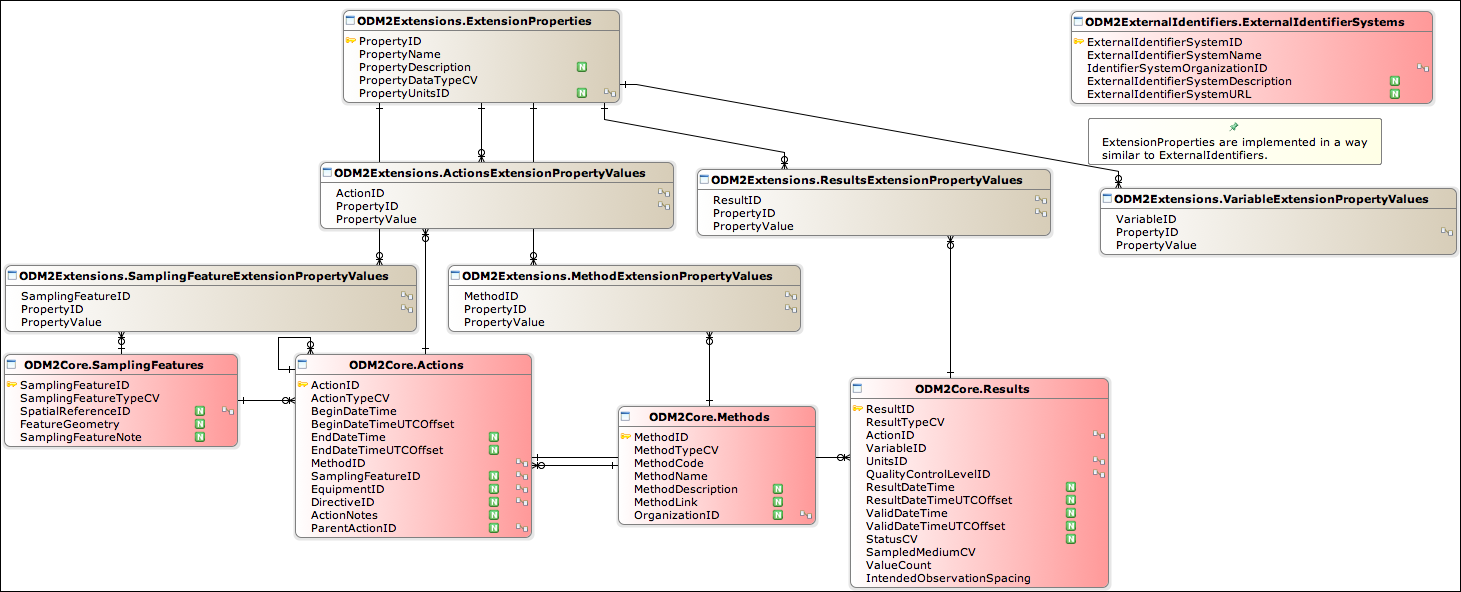 ODM2Extensions.ExtensionProperties
PropertyID
PropertyName
PropertyDescription N
PropertyDataTypeCV
PropertyUnitsID N
ODM2ExternalIdentifiers.ExternalIdentifierSystems
ExternalIdentifierSystemID
ExternalIdentifierSystemName
IdentifierSystemOrganizationID
ExternalIdentifierSystemDescription N
ExternalIdentifierSystemURL N
ExtensionProperties are implemented in a way
similar to ExternalIdentifiers.
ODM2Extensions.ActionsExtensionPropertyValues
ActionID
PropertyID
PropertyValue
ODM2Extensions.ResultsExtensionPropertyValues
ResultID
PropertyID
PropertyValue
ODM2Extensions.VariableExtensionPropertyValues
VariableID
PropertyID
PropertyValue
ODM2Extensions.SamplingFeatureExtensionPropertyValues
SamplingFeatureID
PropertyID
PropertyValue
ODM2Extensions.MethodExtensionPropertyValues
MethodID
PropertyID
PropertyValue
ODM2Core.SamplingFeatures
SamplingFeatureID
SamplingFeatureTypeCV
SpatialReferenceID N
FeatureGeometry N
SamplingFeatureNote N
ODM2Core.Actions
ActionID
ActionTypeCV
BeginDateTime
BeginDateTimeUTCOffset
EndDateTime N
EndDateTimeUTCOffset N
MethodID
SamplingFeatureID N
EquipmentID N
DirectiveID N
ActionNotes N
ParentActionID N
ODM2Core.Methods
MethodID
MethodTypeCV
MethodCode
MethodName
MethodDescription N
MethodLink N
OrganizationID N
ODM2Core.Results
ResultID
ResultTypeCV
ActionID
VariableID
UnitsID
QualityControlLevelID
ResultDateTime N
ResultDateTimeUTCOffset N
ValidDateTime N
ValidDateTimeUTCOffset N
StatusCV N
SampledMediumCV
ValueCount
IntendedObservationSpacing